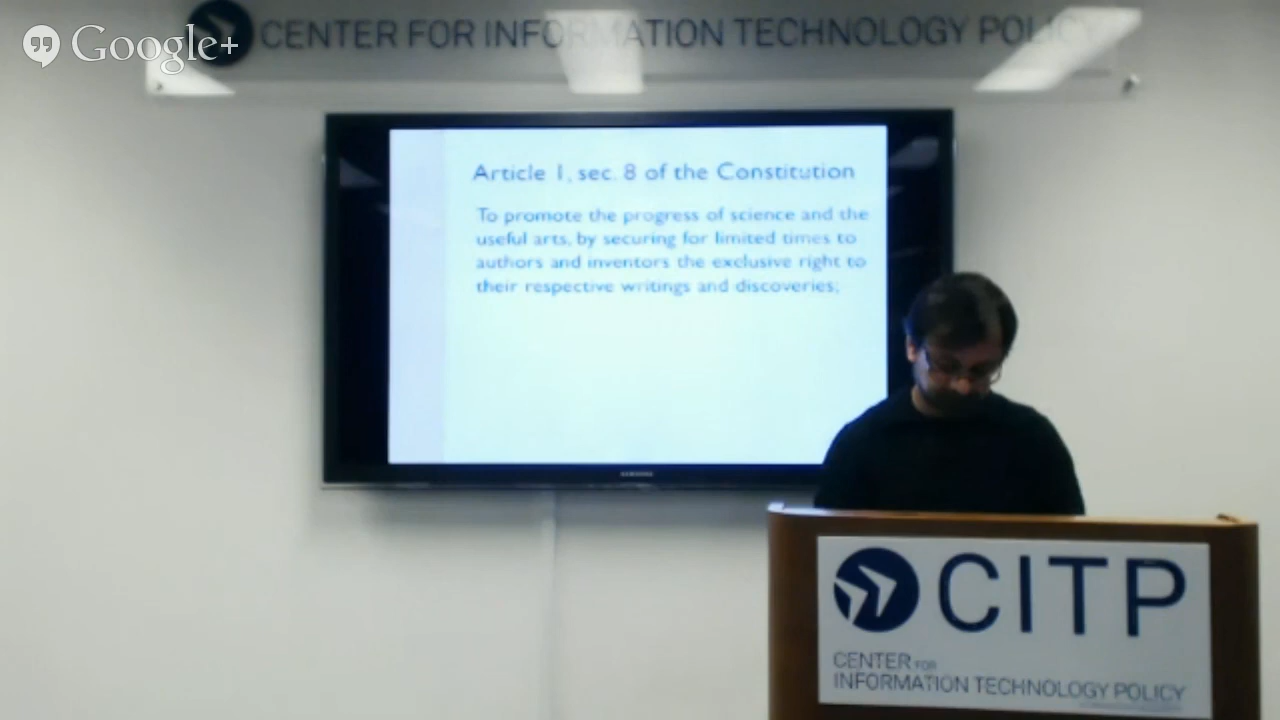 Google+
CENTER FOR INFORMATION TECHNOLOGY POLICY
Article 1, sec. 8 of the Constitution
To promote the progress of science and the
useful arts, by securing for limited times to
authors and inventors the exclusive right to
their respective writings and discoveries;
SAMSUNG
CITP
CENTER FOR
INFORMATION TECHNOLOGY POLICY